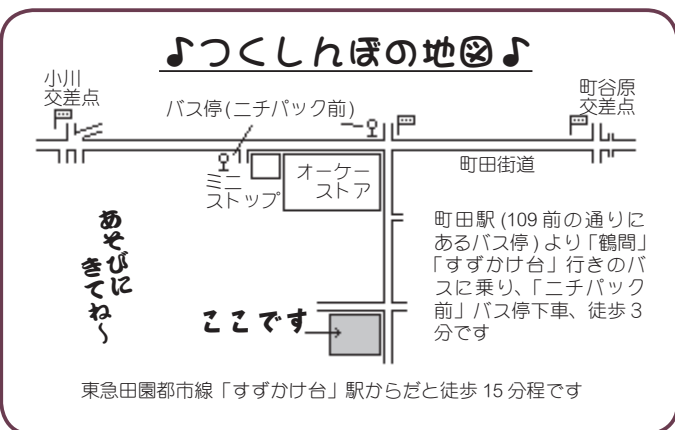 ♪つくしんぼの地図♪
小川
交差点
バス停(ニチパック前)
町谷原
交差点
ミニ
ストップ
オーケー
ストア
町田街道
あそびに
きてね~
町田駅(109前の通りに
あるバス停)より「鶴間」
「すずかけ台」行きのバ
スに乗り、「ニチパック
前」バス停下車、徒歩3
分です
ここです
東急田園都市線「すずかけ台」駅からだと徒歩15分程です